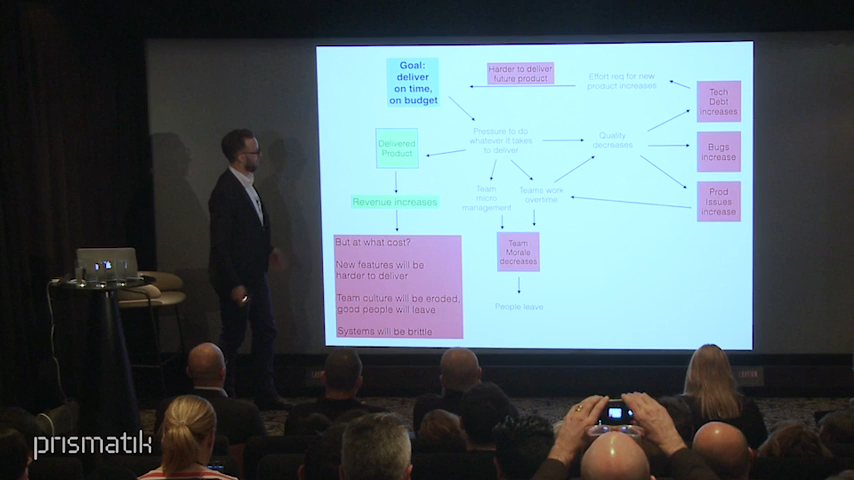 Goal:
deliver
on time,
on budget
Harder to deliver
future product
Effort req for new
product increases
Tech
Debt
increases
Delivered
Product
Pressure to do
whatever it takes
to deliver
Quality
decreases
Bugs
increase
Revenue increases
Team
micro
management
Teams work
overtime
Prod
Issues
increase
But at what cost?
New features will be
harder to deliver
Team culture will be eroded,
good people will leave
Systems will be brittle
Team
Morale
decreases
People leave
prismatik